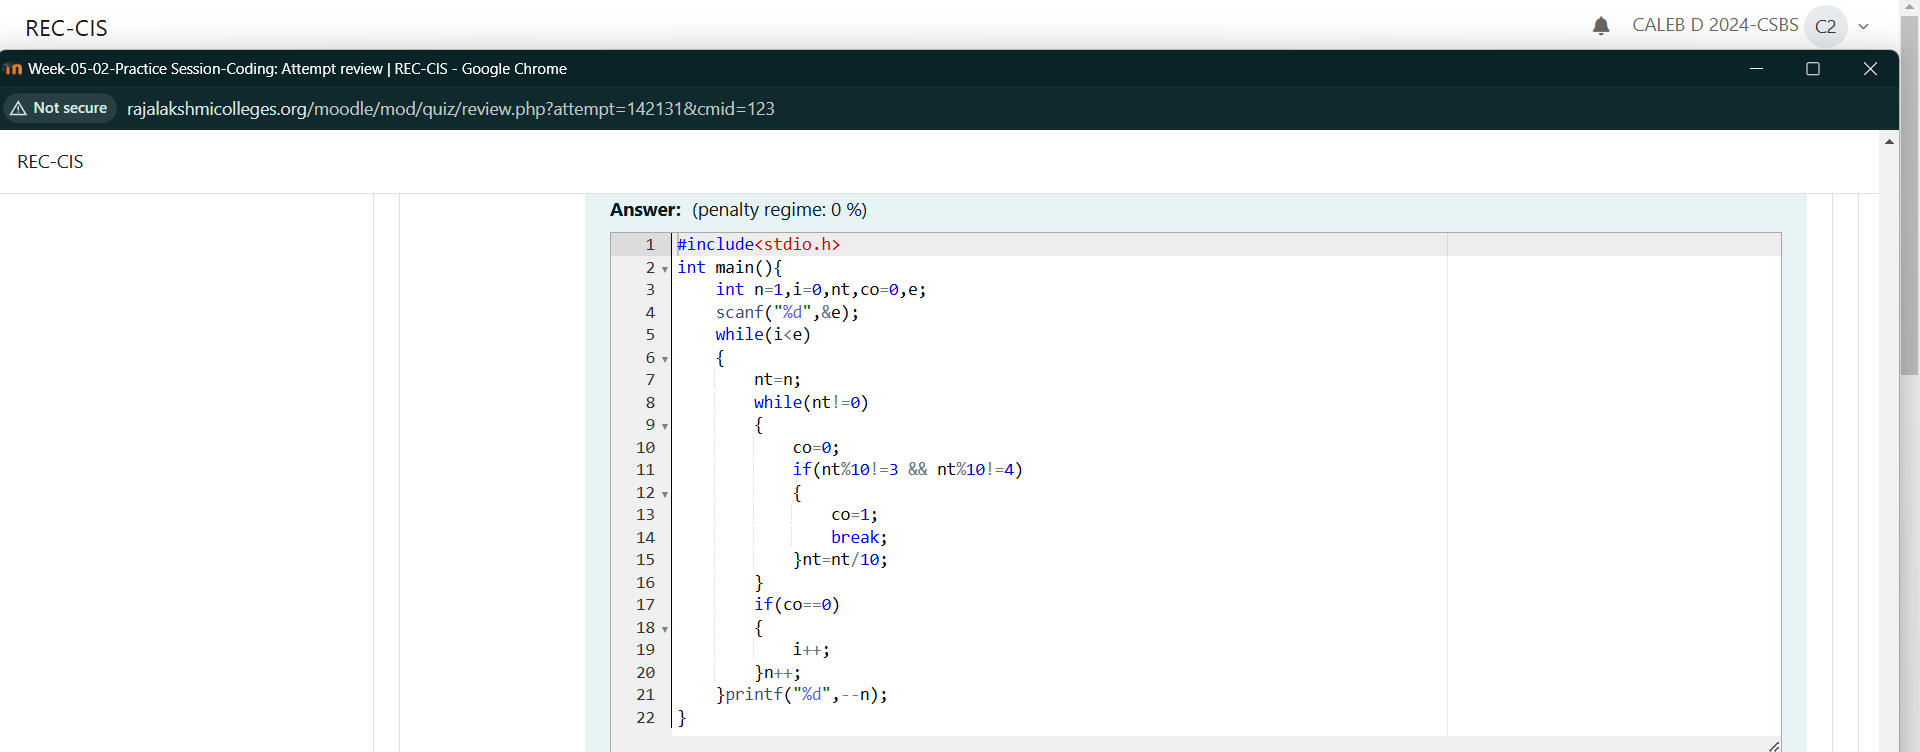 REC-CIS
CALEB D 2024-CSBS C2
Week-05-02-Practice Session-Coding: Attempt review | REC-CIS - Google Chrome
Not secure rajalakshmicolleges.org/moodle/mod/quiz/review.php?attempt=142131&cmid=123
REC-CIS
Answer: (penalty regime: 0 %)
1 #include<stdio.h>
2 int main(){
3 int n=1,i=0,nt,co=0,e;
4 scanf("%d",&e);
5 while(i<e)
6 {
7 nt=n;
8 while(nt!=0)
9 {
10 co=0;
11 if(nt%10!=3 && nt%10!=4)
12 {
13 co=1;
14 break;
15 }nt=nt/10;
16 }
17 if(co==0)
18 {
19 i++;
20 }n++;
21 }printf("%d",--n);
22 }